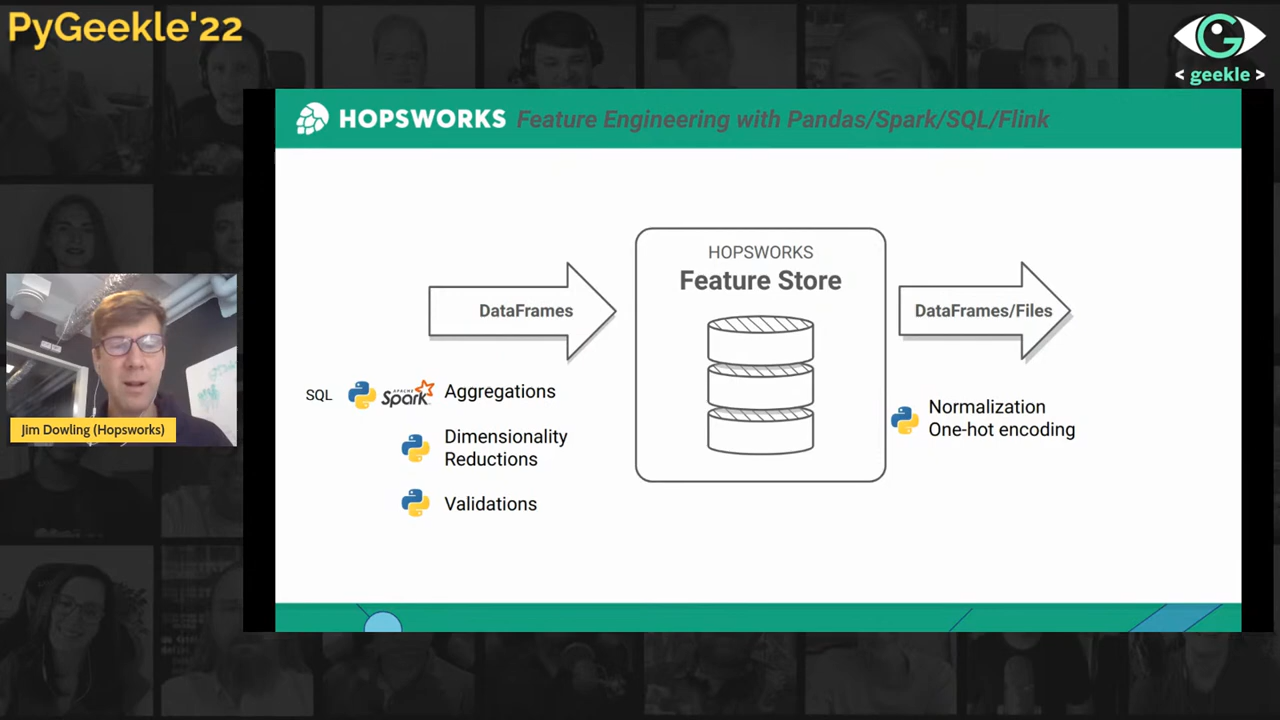 PyGeekle'22
G
< geekle >
HOPSWORKS Feature Engineering with Pandas/Spark/SQL/Flink
HOPSWORKS
Feature Store
DataFrames
DataFrames/Files
SQL APACHE Spark Aggregations
Dimensionality
Reductions
Validations
Normalization
One-hot encoding
Jim Dowling (Hopsworks)